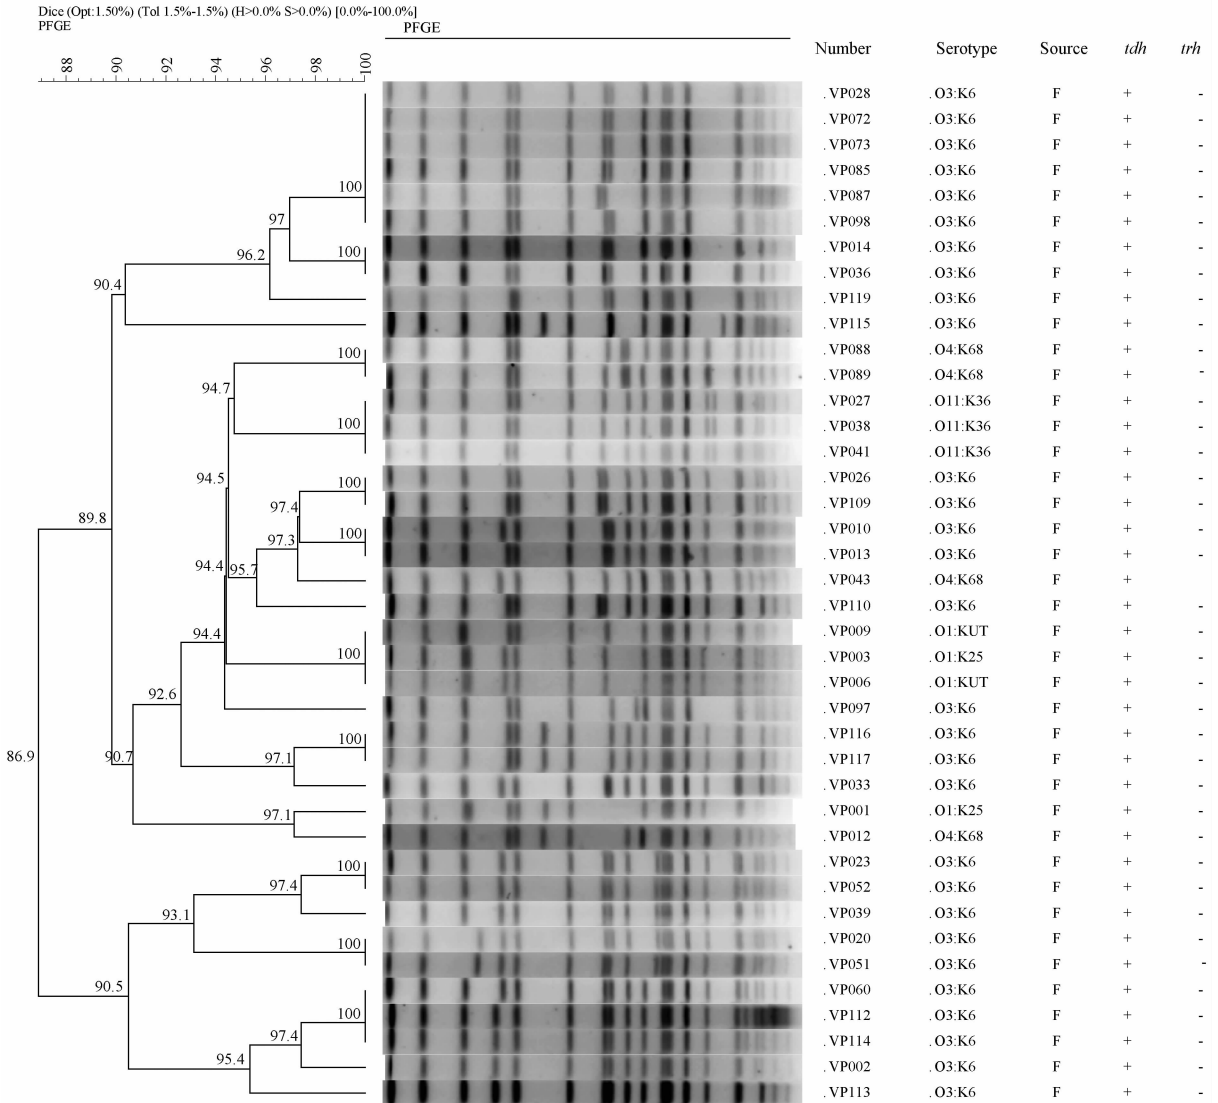 Dice (Opt:1.50%) (Tol 1.5%-1.5%) (H>0.0% S>0.0%) [0.0%-100.0%]
PFGE PFGE
88 90 92 94 96 98 100
Number Serotype Source tdh trh
.VP028 .O3:K6 F + -
.VP072 .O3:K6 F + -
.VP073 .O3:K6 F + -
.VP085 .O3:K6 F + -
100 .VP087 .O3:K6 F + -
97 .VP098 .O3:K6 F + -
96.2 100 .VP014 .O3:K6 F + -
90.4 .VP036 .O3:K6 F + -
.VP119 .O3:K6 F + -
.VP115 .O3:K6 F + -
100 .VP088 .O4:K68 F + -
94.7 .VP089 .O4:K68 F + -
.VP027 .O11:K36 F + -
100 .VP038 .O11:K36 F + -
.VP041 .O11:K36 F + -
94.5 100 .VP026 .O3:K6 F + -
97.4 .VP109 .O3:K6 F + -
89.8 100 .VP010 .O3:K6 F + -
97.3 .VP013 .O3:K6 F + -
94.4 95.7 .VP043 .O4:K68 F +
.VP110 .O3:K6 F + -
94.4 .VP009 .O1:KUT F + -
100 .VP003 .O1:K25 F + -
.VP006 .O1:KUT F + -
92.6 .VP097 .O3:K6 F + -
100 .VP116 .O3:K6 F + -
86.9 90.7 97.1 .VP117 .O3:K6 F + -
.VP033 .O3:K6 F + -
97.1 .VP001 .O1:K25 F + -
.VP012 .O4:K68 F + -
100 .VP023 .O3:K6 F + -
97.4 .VP052 .O3:K6 F + -
93.1 .VP039 .O3:K6 F + -
100 .VP020 .O3:K6 F + -
.VP051 .O3:K6 F + -
90.5 .VP060 .O3:K6 F + -
100 .VP112 .O3:K6 F + -
97.4 .VP114 .O3:K6 F + -
95.4 .VP002 .O3:K6 F + -
.VP113 .O3:K6 F + -